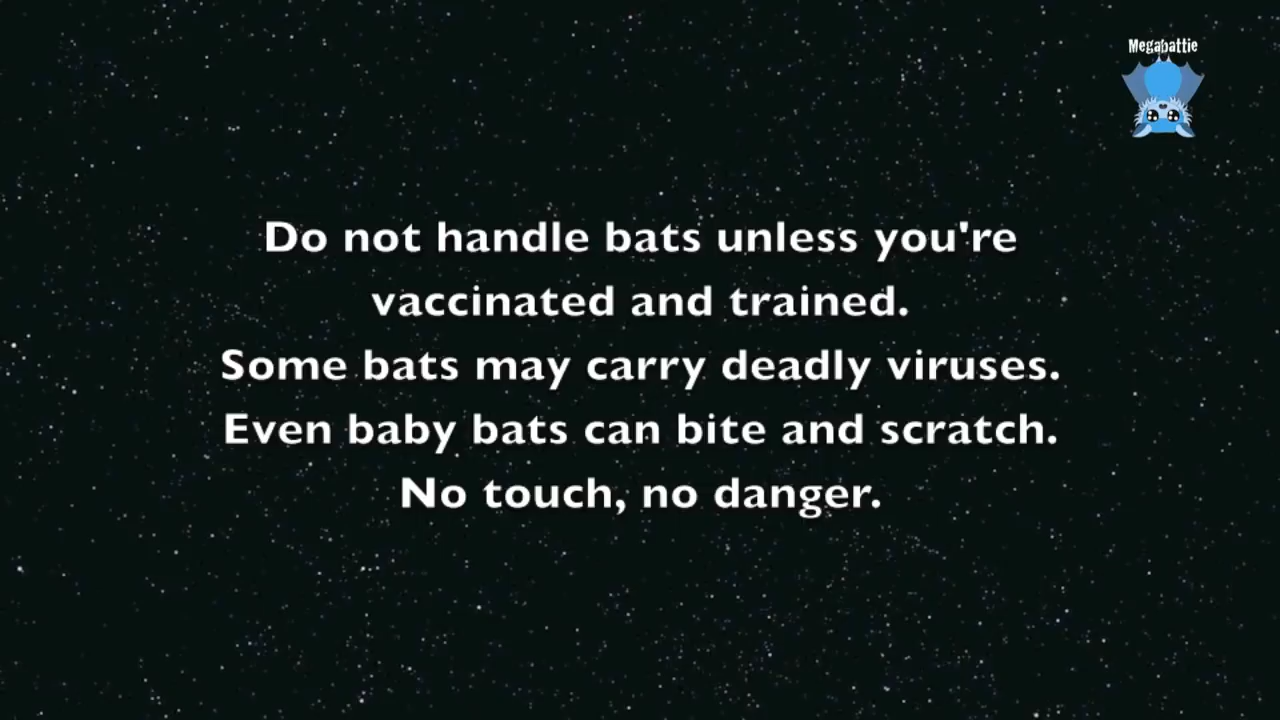 Megabattie
Do not handle bats unless you're
vaccinated and trained.
Some bats may carry deadly viruses.
Even baby bats can bite and scratch.
No touch, no danger.